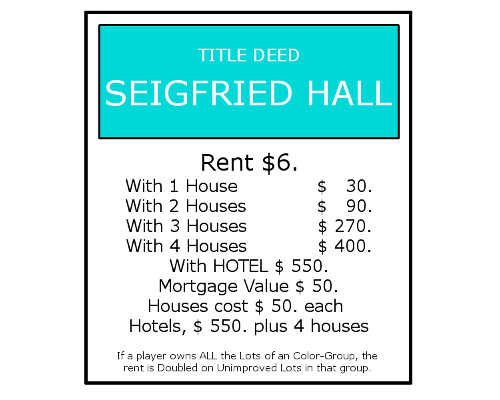 TITLE DEED
SEIGFRIED HALL
Rent $6.
With 1 House $ 30.
With 2 Houses $ 90.
With 3 Houses $ 270.
With 4 Houses $ 400.
With HOTEL $ 550.
Mortgage Value $ 50.
Houses cost $ 50. each
Hotels, $ 550. plus 4 houses
If a player owns ALL the Lots of an Color-Group, the
rent is Doubled on Unimproved Lots in that group.